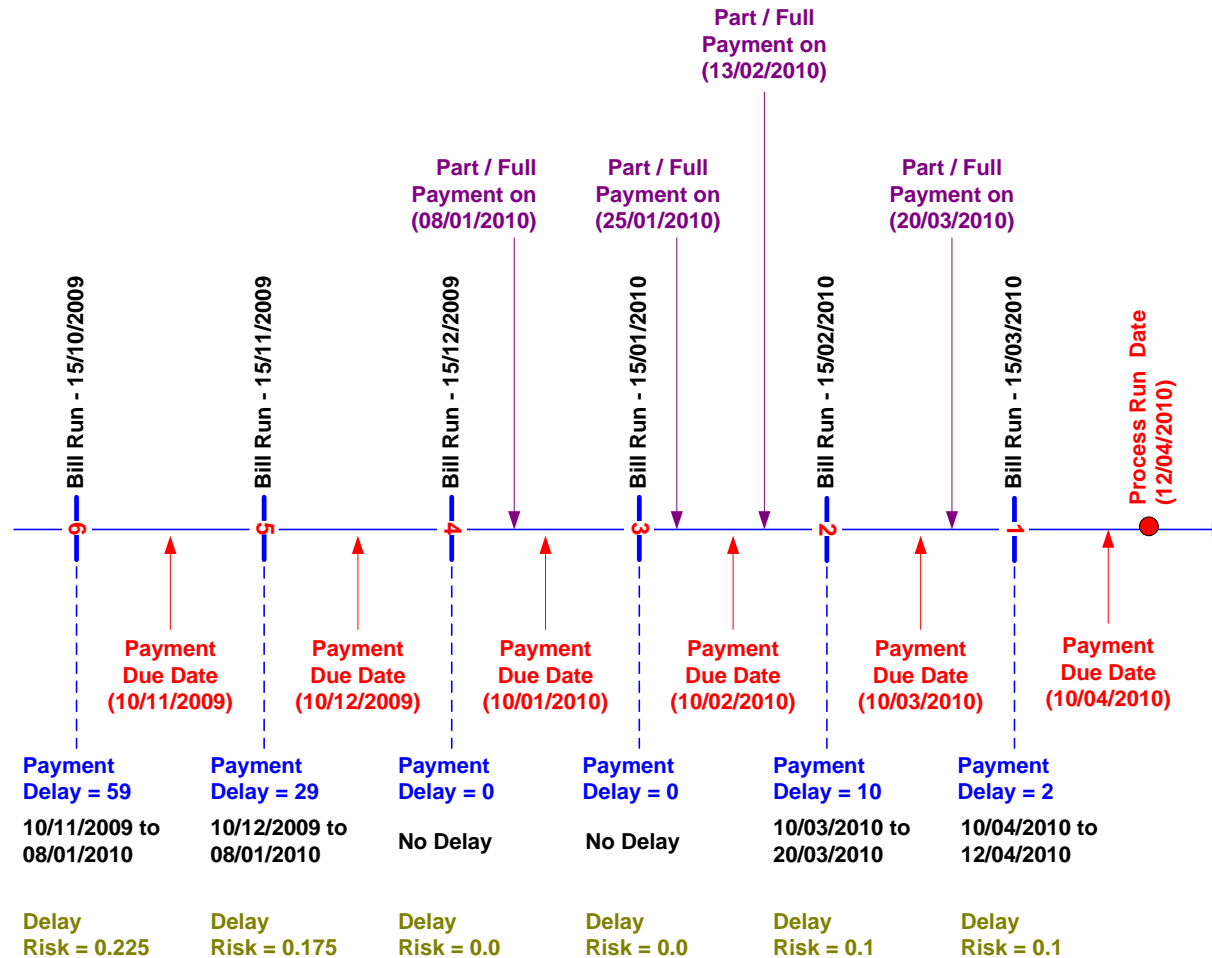 Part / Full
Payment on
(13/02/2010)
Part / Full
Payment on
(08/01/2010)
Part / Full
Payment on
(25/01/2010)
Part / Full
Payment on
(20/03/2010)
Bill Run - 15/10/2009
Bill Run - 15/11/2009
Bill Run - 15/12/2009
Bill Run - 15/01/2010
Bill Run - 15/02/2010
Bill Run - 15/03/2010
Process Run Date
(12/04/2010)
6
5
4
3
2
1
Payment
Due Date
(10/11/2009)
Payment
Due Date
(10/12/2009)
Payment
Due Date
(10/01/2010)
Payment
Due Date
(10/02/2010)
Payment
Due Date
(10/03/2010)
Payment
Due Date
(10/04/2010)
Payment
Delay = 59
10/11/2009 to
08/01/2010
Delay
Risk = 0.225
Payment
Delay = 29
10/12/2009 to
08/01/2010
Delay
Risk = 0.175
Payment
Delay = 0
No Delay
Delay
Risk = 0.0
Payment
Delay = 0
No Delay
Delay
Risk = 0.0
Payment
Delay = 10
10/03/2010 to
20/03/2010
Delay
Risk = 0.1
Payment
Delay = 2
10/04/2010 to
12/04/2010
Delay
Risk = 0.1